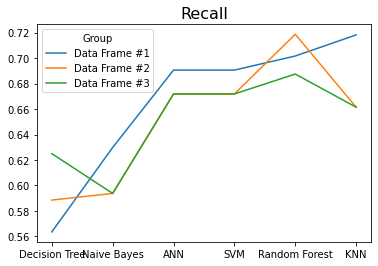 Recall
Group
Data Frame #1
Data Frame #2
Data Frame #3
0.72
0.70
0.68
0.66
0.64
0.62
0.60
0.58
0.56
Decision Tree Naive Bayes ANN SVM Random Forest KNN